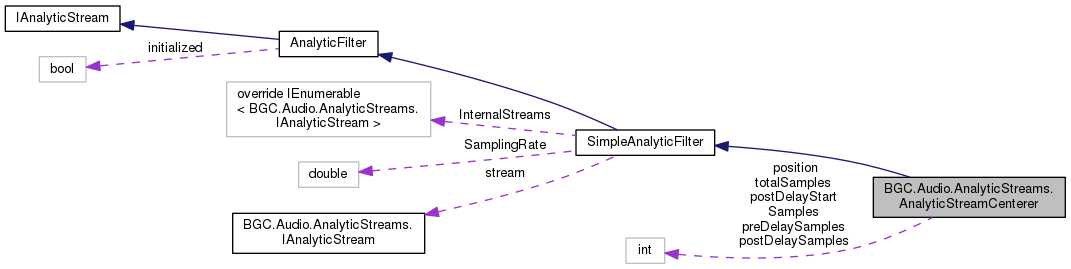 IAnalyticStream
initialized
AnalyticFilter
bool
override IEnumerable
< BGC.Audio.AnalyticStreams.
IAnalyticStream >
InternalStreams
SimpleAnalyticFilter
SamplingRate
double
stream
BGC.Audio.AnalyticStreams.
IAnalyticStream
position
totalSamples
postDelayStart
Samples
preDelaySamples
postDelaySamples
BGC.Audio.AnalyticStreams.
AnalyticStreamCenterer
int